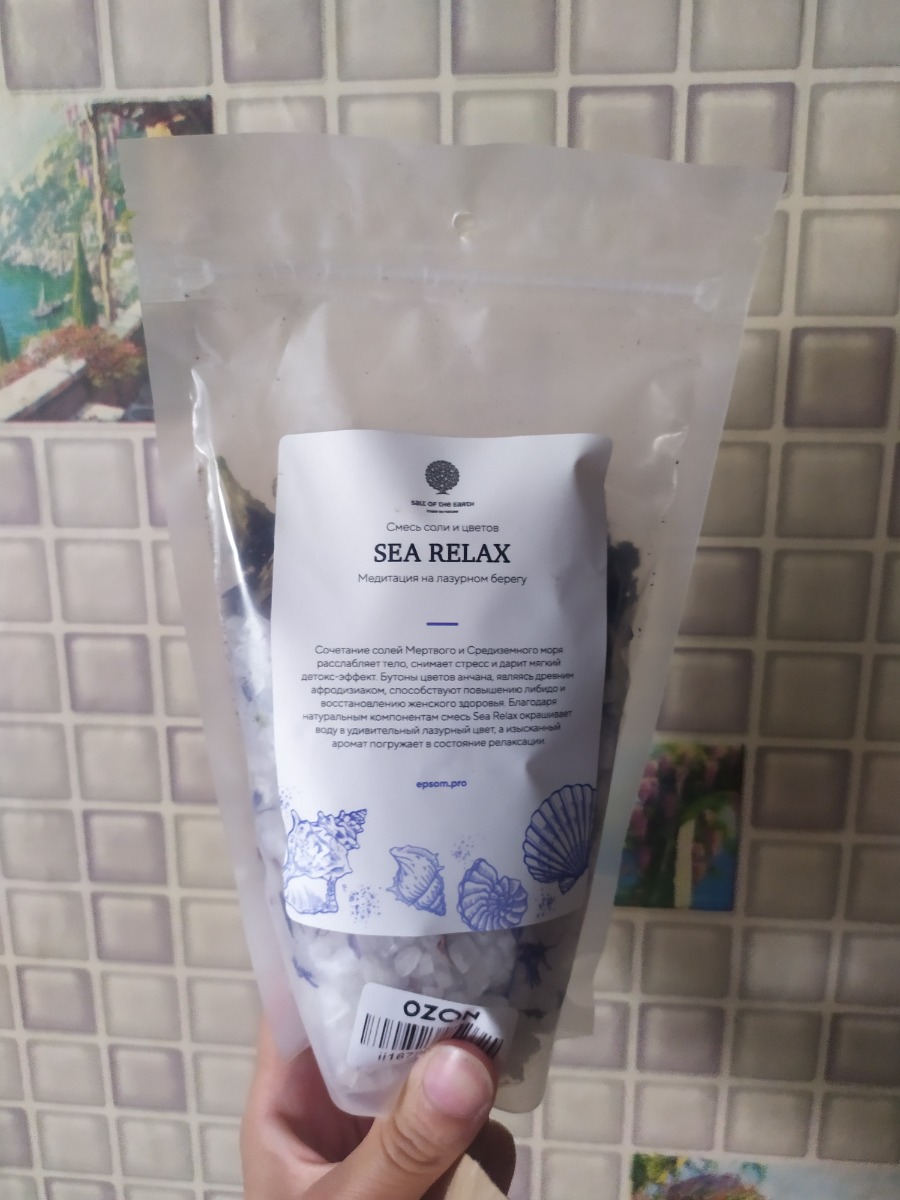 SALT OF THE EARTH
Смесь соли и цветов
SEA RELAX
Медитация на лазурном берегу
Сочетание солей Мертвого и Средиземного моря
расслабляет тело, снимает стресс и дарит мягкий
детокс-эффект. Бутоны цветов анчана, являясь древним
афродизиаком, способствуют повышению либидо и
восстановлению женского здоровья. Благодаря
натуральным компонентам смесь Sea Relax окрашивает
воду в удивительный лазурный цвет, а изысканный
аромат погружает в состояние релаксации.
epsom.pro
OZON